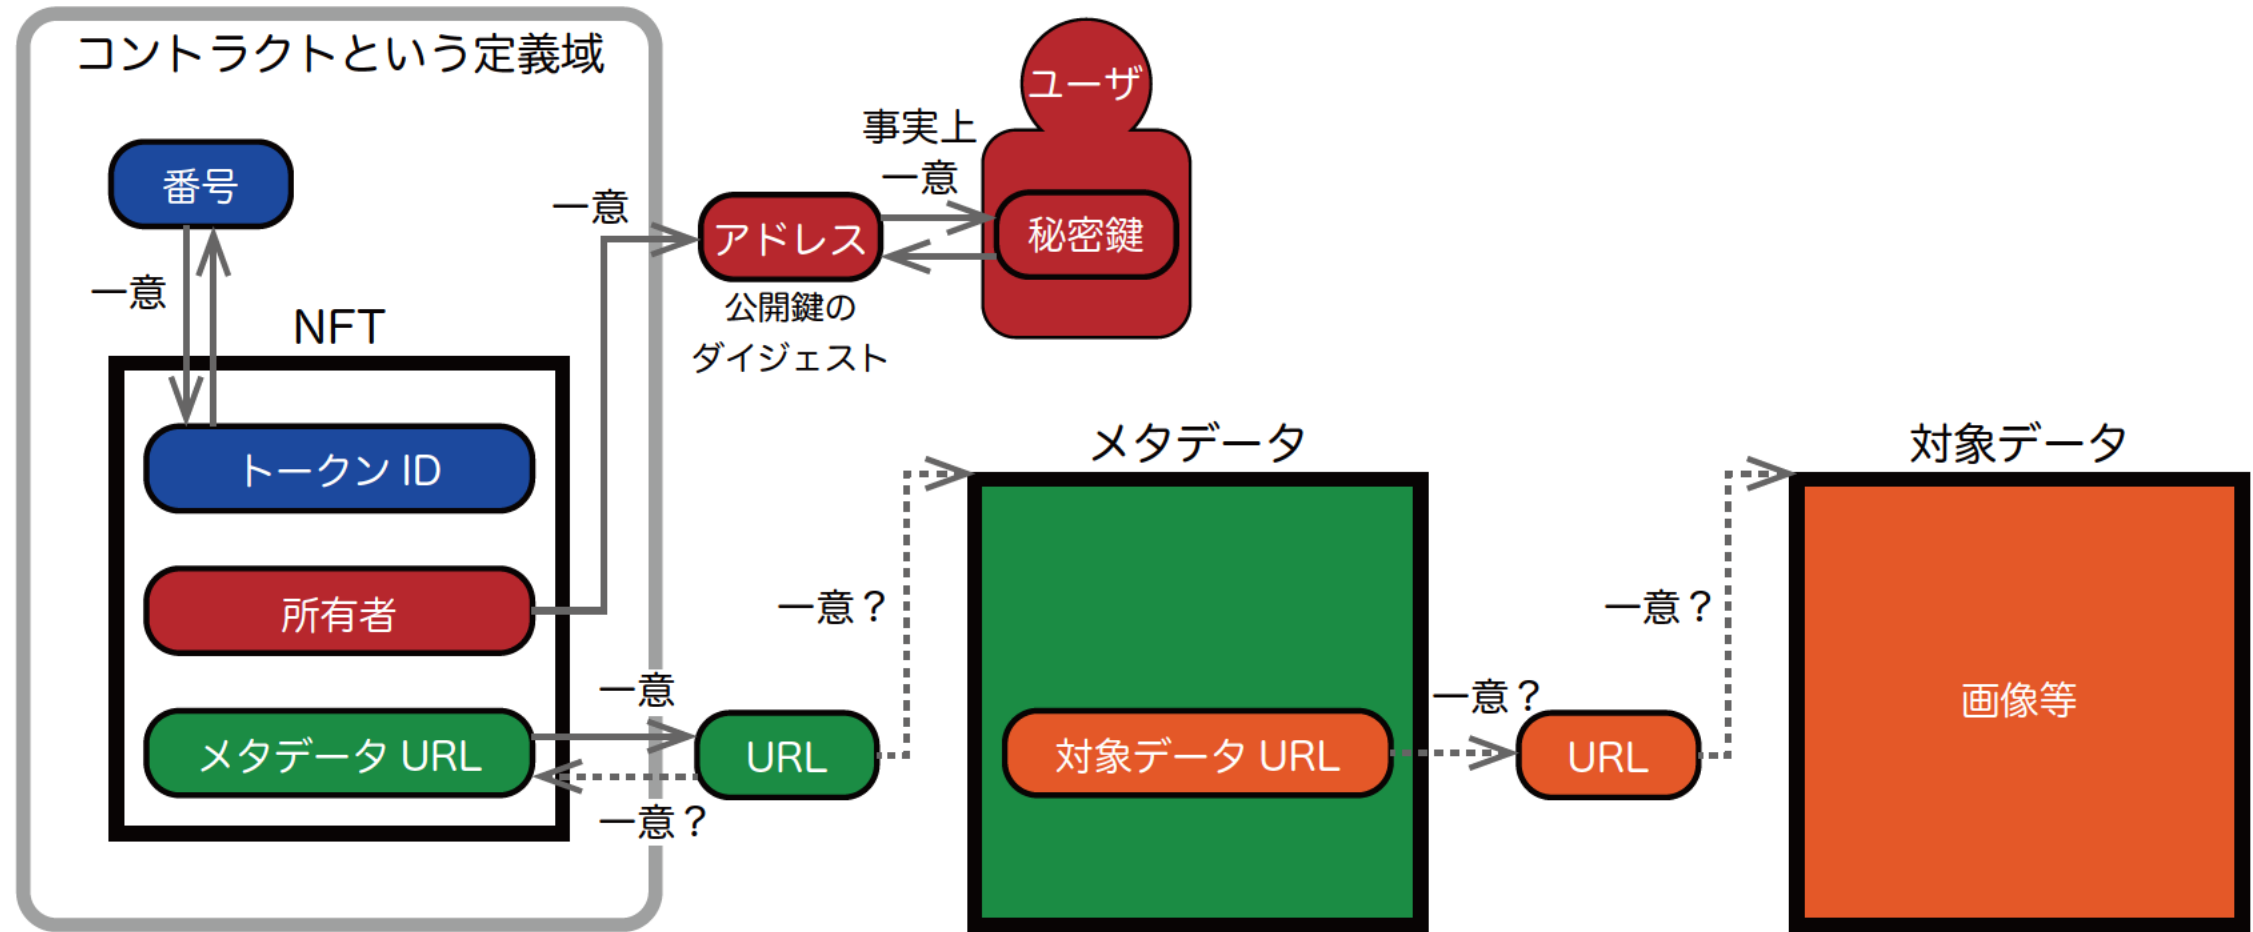 コントラクトという定義域
ユーザ
事実上
一意
番号
一意
アドレス
秘密鍵
一意
公開鍵の
ダイジェスト
NFT
メタデータ
対象データ
トークン ID
一意？
一意？
所有者
一意
一意？
画像等
メタデータ URL
URL
対象データ URL
URL
一意？